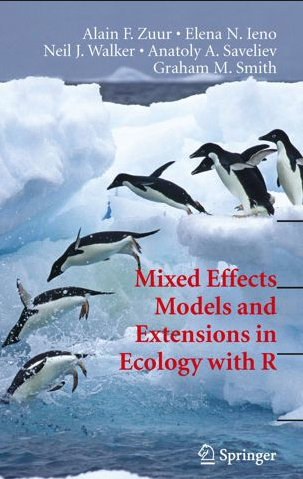 Alain F. Zuur • Elena N. Ieno
Neil J. Walker • Anatoly A. Saveliev
Graham M. Smith
Mixed Effects
Models and
Extensions in
Ecology with R
Springer